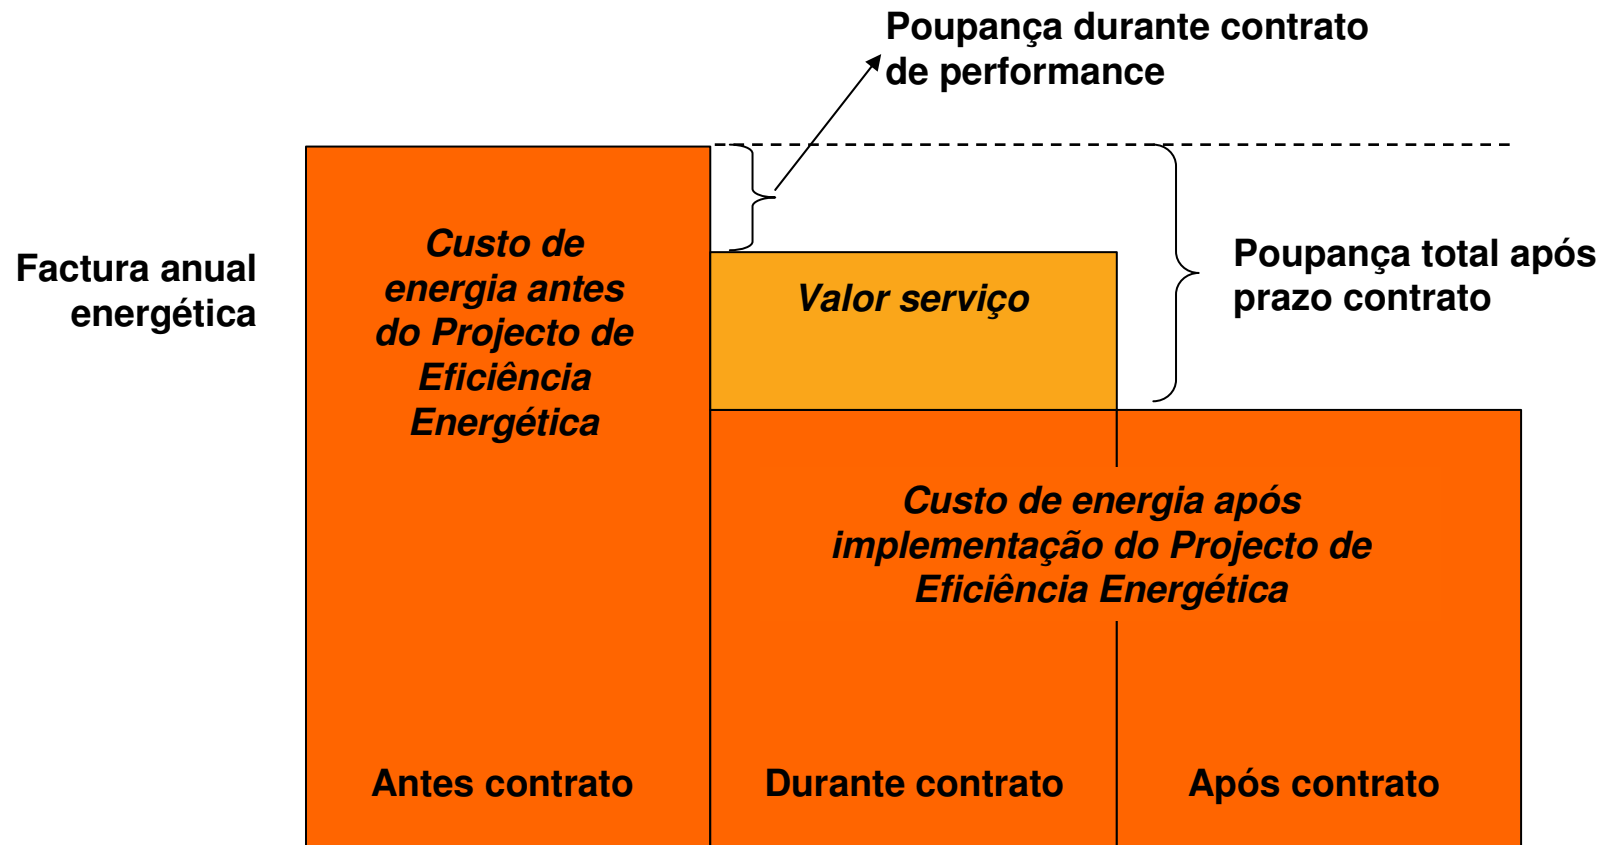 Poupança durante contrato
de performance
Factura anual
energética
Custo de
energia antes
do Projecto de
Eficiência
Energética
Valor serviço
Poupança total após
prazo contrato
Custo de energia após
implementação do Projecto de
Eficiência Energética
Antes contrato
Durante contrato
Após contrato